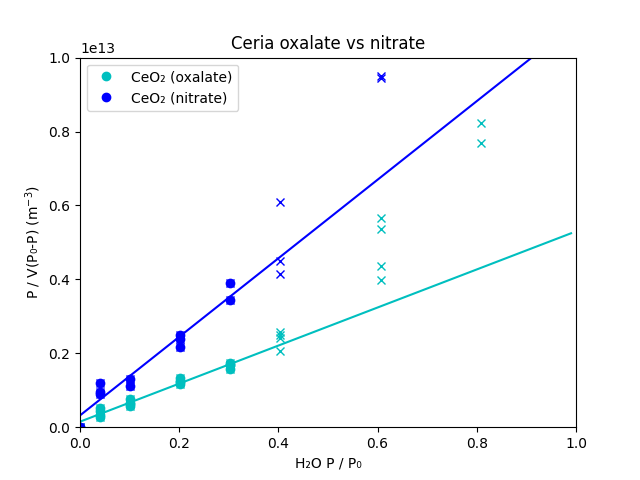 Ceria oxalate vs nitrate
1e13
1.0
0.8
0.6
0.4
0.2
0.0
P / V(P₀-P) (m⁻³)
CeO₂ (oxalate)
CeO₂ (nitrate)
0.0 0.2 0.4 0.6 0.8 1.0
H₂O P / P₀